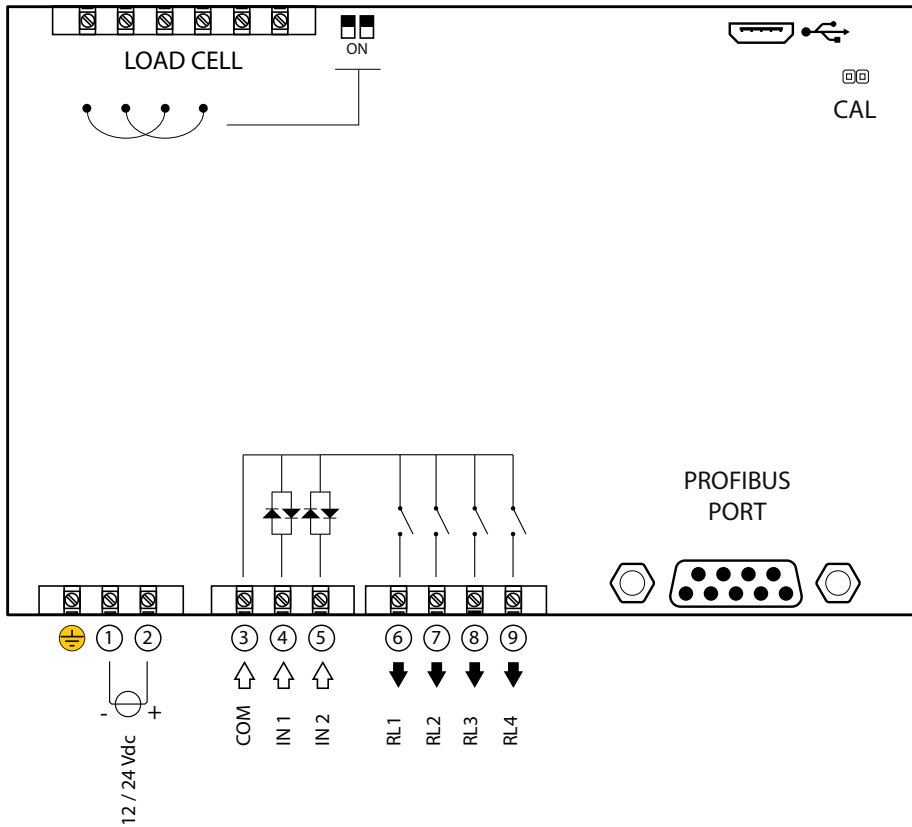 ON
LOAD CELL
CAL
PROFIBUS
PORT
1 2 3 4 5 6 7 8 9
- +
12 / 24 Vdc
COM
IN 1
IN 2
RL1
RL2
RL3
RL4